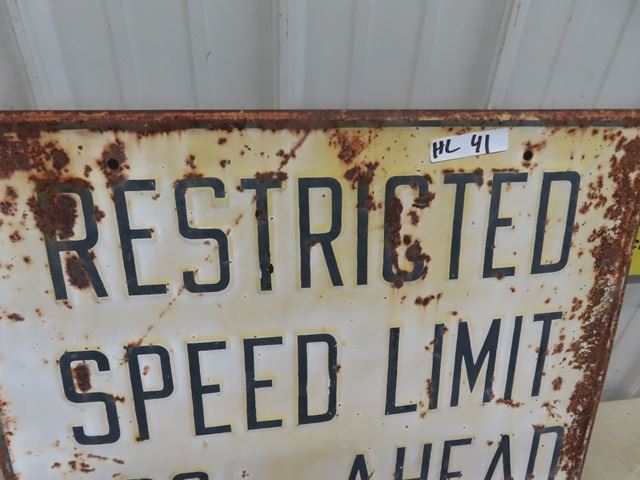 HL 41
RESTRICTED
SPEED LIMIT
AHEAD